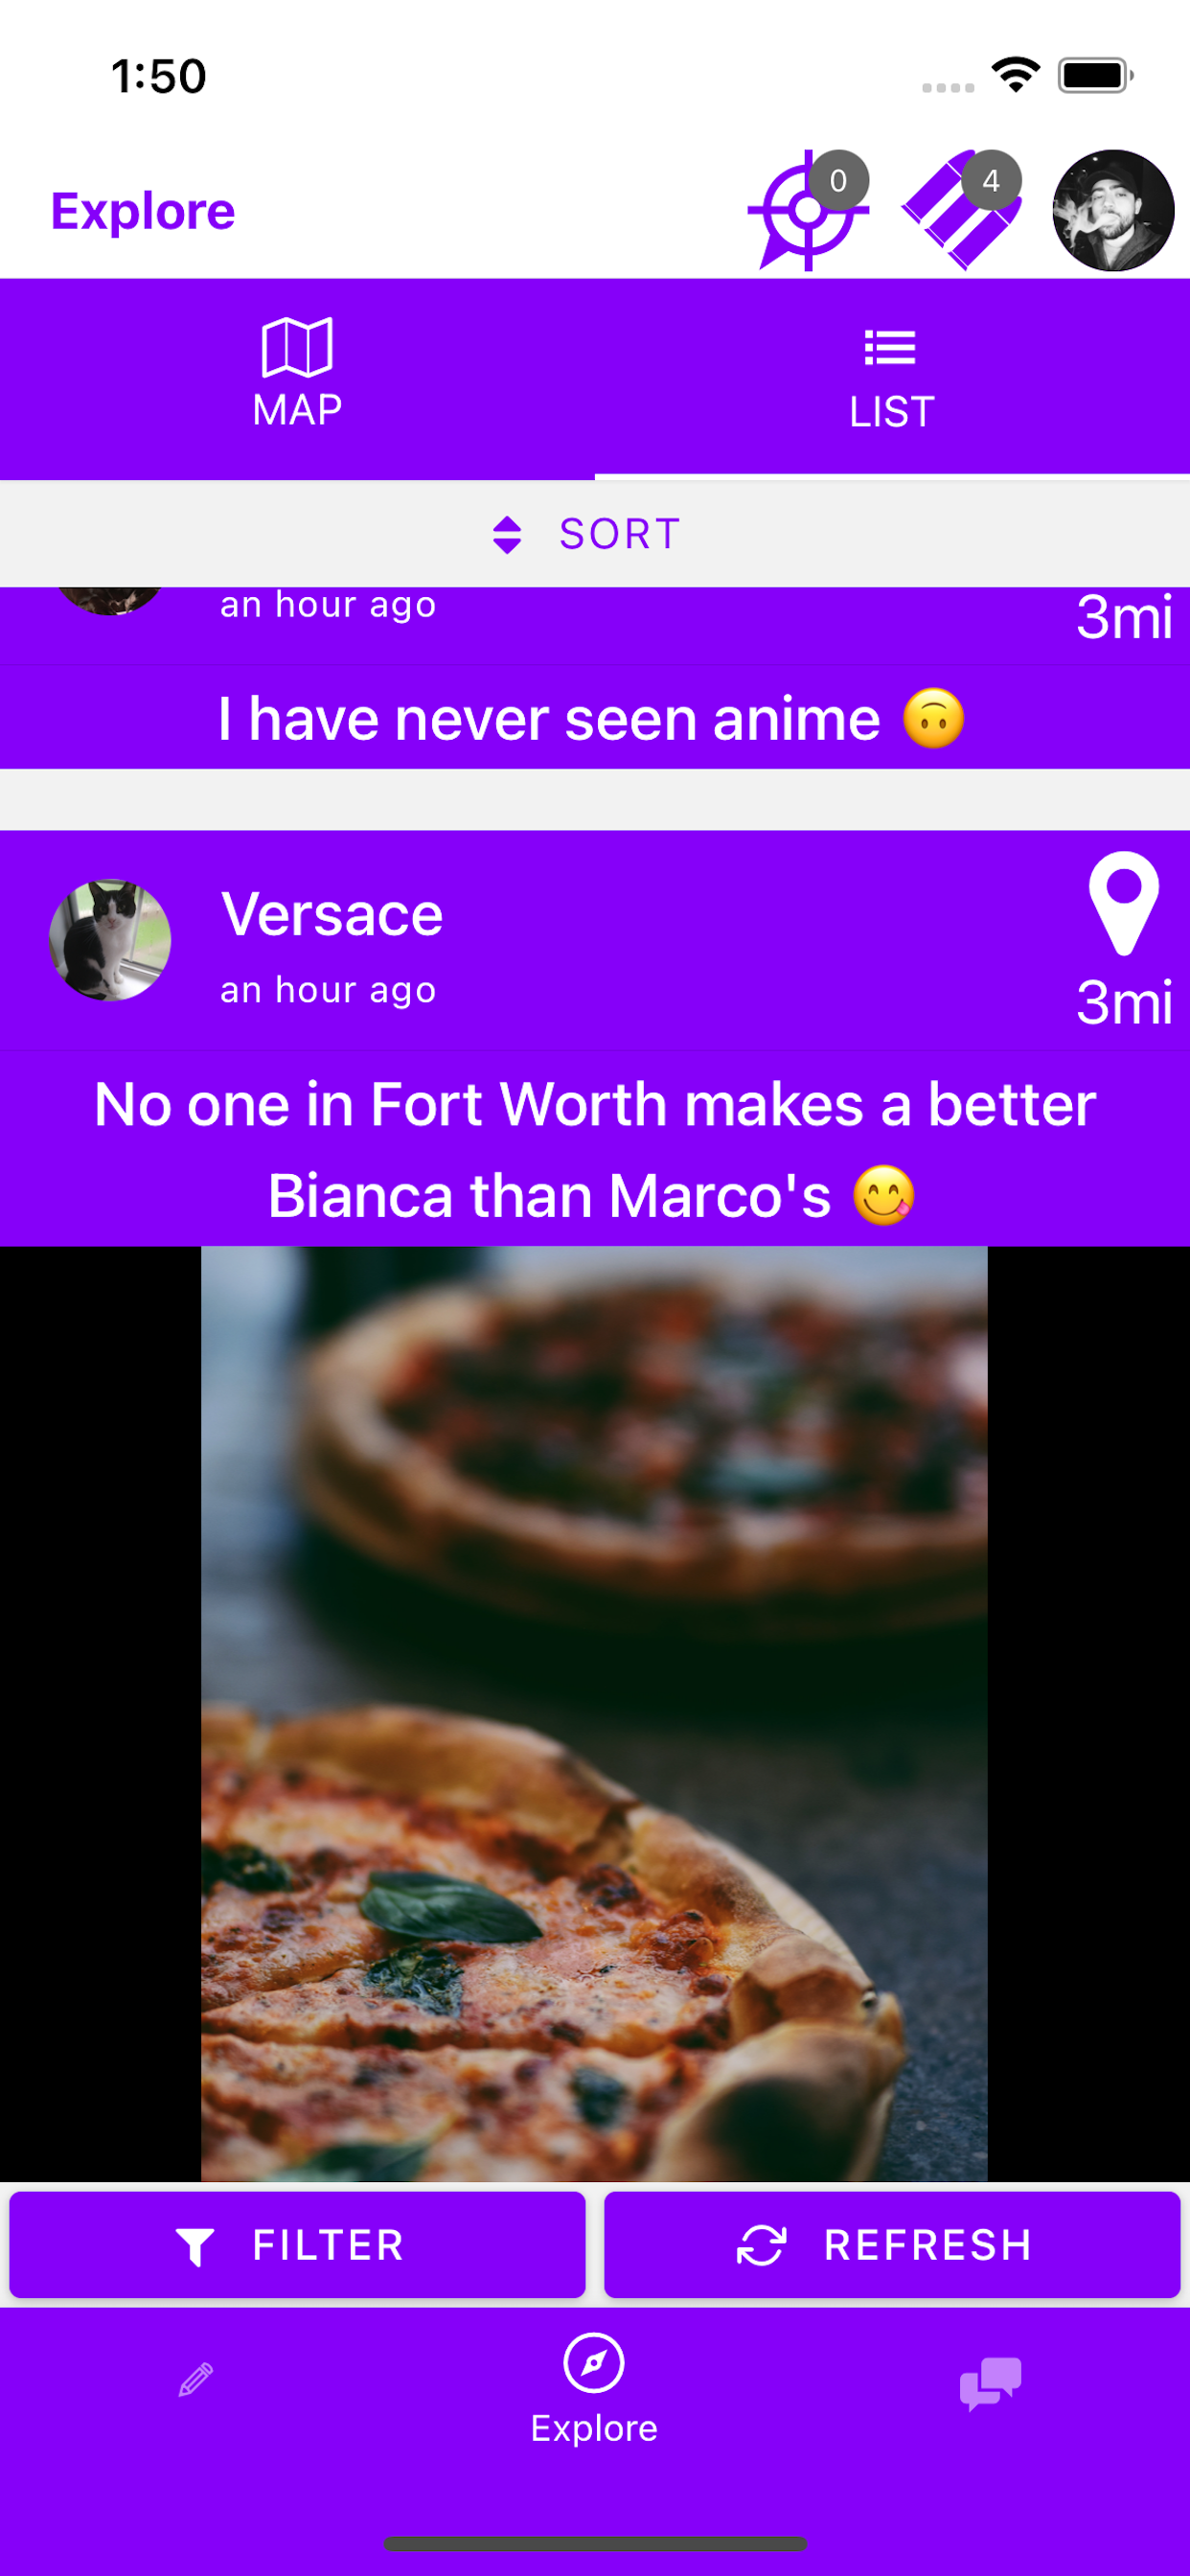 1:50
Explore
0
4
MAP
LIST
SORT
an hour ago
3mi
I have never seen anime 🙃
Versace
an hour ago
3mi
No one in Fort Worth makes a better
Bianca than Marco's 😋
FILTER
REFRESH
Explore